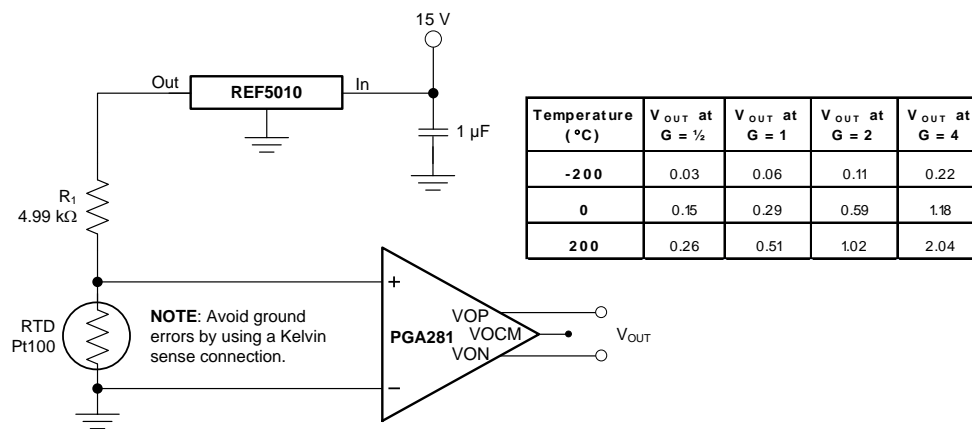 15 V
Out
REF5010
In
1 µF
R1
4.99 kΩ
RTD
Pt100
NOTE: Avoid ground
errors by using a Kelvin
sense connection.
+
PGA281
−
VOP
VOCM
VON
VOUT
Temperature (°C) VOUT at G = ½ VOUT at G = 1 VOUT at G = 2 VOUT at G = 4
-200 0.03 0.06 0.11 0.22
0 0.15 0.29 0.59 1.18
200 0.26 0.51 1.02 2.04